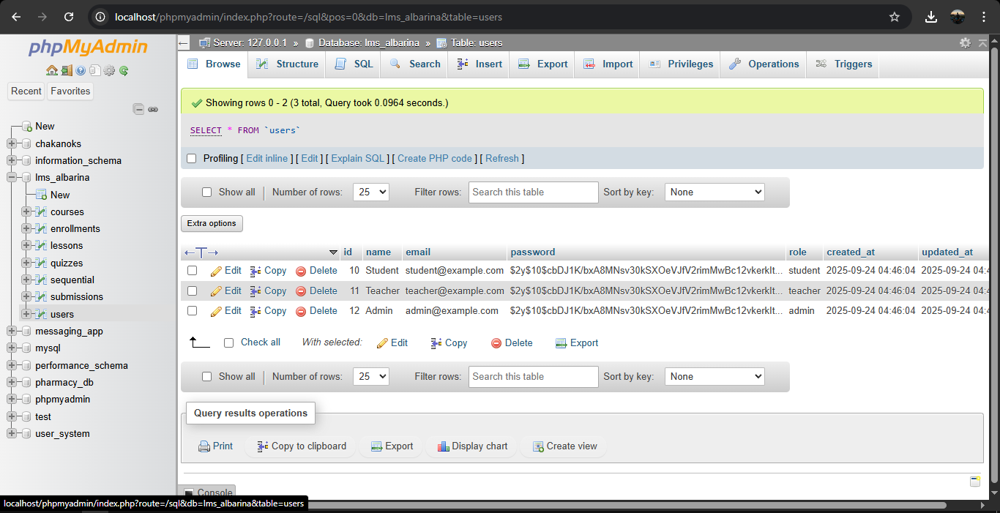 localhost/phpmyadmin/index.php?route=/sql&pos=0&db=lms_albarina&table=users
phpMyAdmin
Recent Favorites
New
chakanoks
information_schema
lms_albarina
New
courses
enrollments
lessons
quizzes
sequential
submissions
users
messaging_app
mysql
performance_schema
pharmacy_db
phpmyadmin
test
user_system
Server: 127.0.0.1 » Database: lms_albarina » Table: users
Browse Structure SQL Search Insert Export Import Privileges Operations Triggers
Showing rows 0 - 2 (3 total, Query took 0.0964 seconds.)
SELECT * FROM `users`
Profiling [ Edit inline ] [ Edit ] [ Explain SQL ] [ Create PHP code ] [ Refresh ]
Show all | Number of rows: 25 Filter rows: Search this table Sort by key: None
Extra options
←T→ id name email password role created_at updated_at
Edit Copy Delete 10 Student student@example.com $2y$10$cbDJ1K/bxA8MNsv30kSXOeVJfV2rimMwBc12vkerklt... student 2025-09-24 04:46:04 2025-09-24 04:4
Edit Copy Delete 11 Teacher teacher@example.com $2y$10$cbDJ1K/bxA8MNsv30kSXOeVJfV2rimMwBc12vkerklt... teacher 2025-09-24 04:46:04 2025-09-24 04:4
Edit Copy Delete 12 Admin admin@example.com $2y$10$cbDJ1K/bxA8MNsv30kSXOeVJfV2rimMwBc12vkerklt... admin 2025-09-24 04:46:04 2025-09-24 04:4
Check all With selected: Edit Copy Delete Export
Show all | Number of rows: 25 Filter rows: Search this table Sort by key: None
Query results operations
Print Copy to clipboard Export Display chart Create view
Console
localhost/phpmyadmin/index.php?route=/sql&db=lms_albarina&table=users